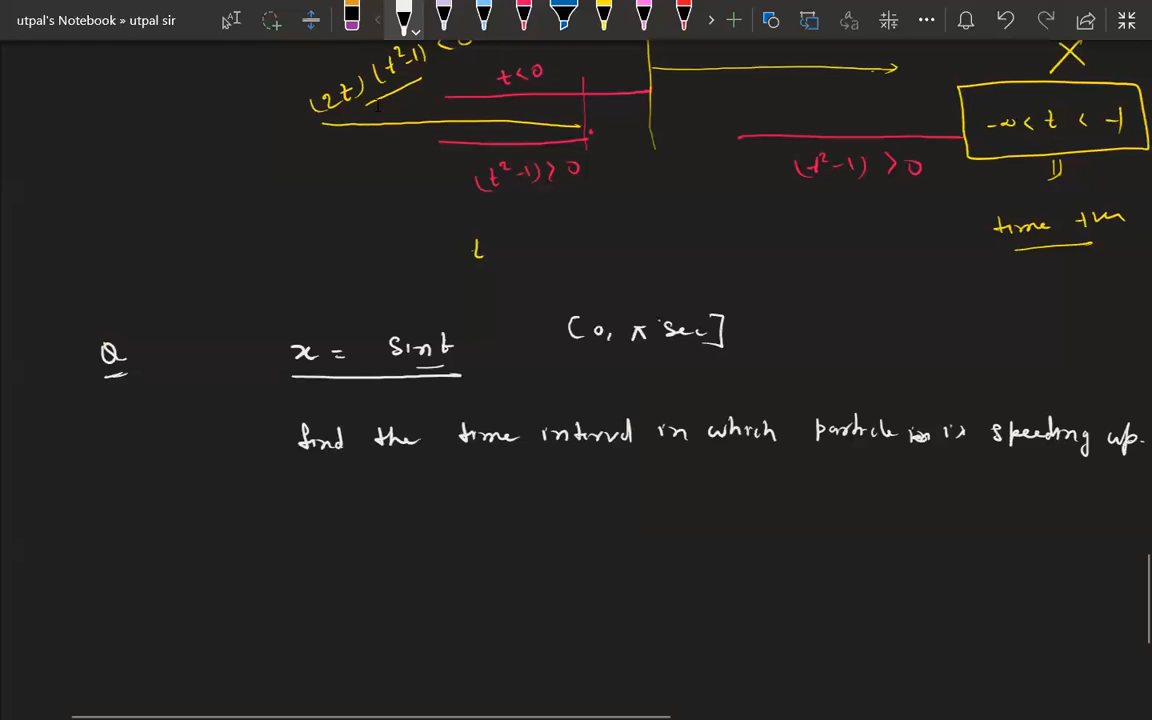 utpal's Notebook » utpal sir
(2t) (t²-1) < 0
t < 0
X
-∞ < t < -1
(t²-1) > 0
(t²-1) > 0
time +ve
t
Q x = sint [0, π sec]
find the time interval in which particle is speeding up.